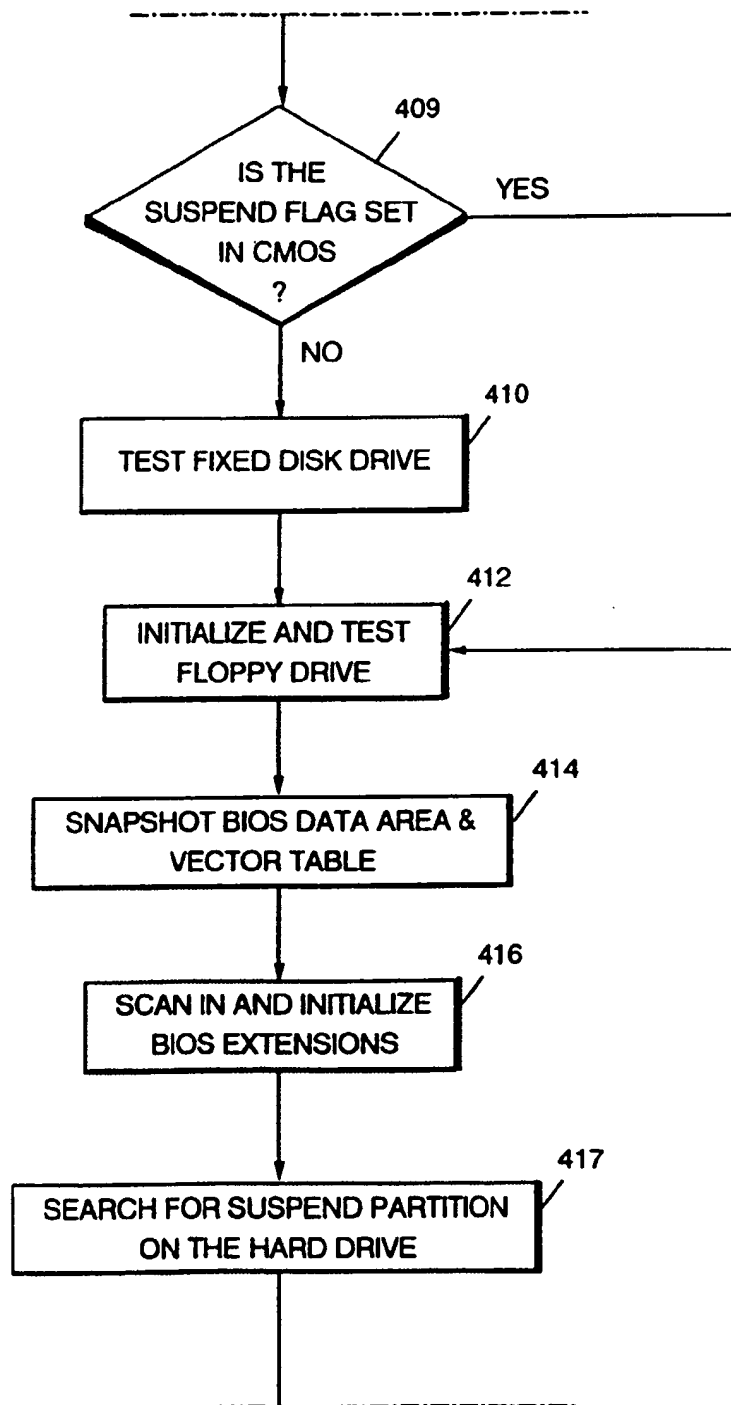 409
IS THE
SUSPEND FLAG SET
IN CMOS
?
YES
NO
410
TEST FIXED DISK DRIVE
412
INITIALIZE AND TEST
FLOPPY DRIVE
414
SNAPSHOT BIOS DATA AREA &
VECTOR TABLE
416
SCAN IN AND INITIALIZE
BIOS EXTENSIONS
417
SEARCH FOR SUSPEND PARTITION
ON THE HARD DRIVE